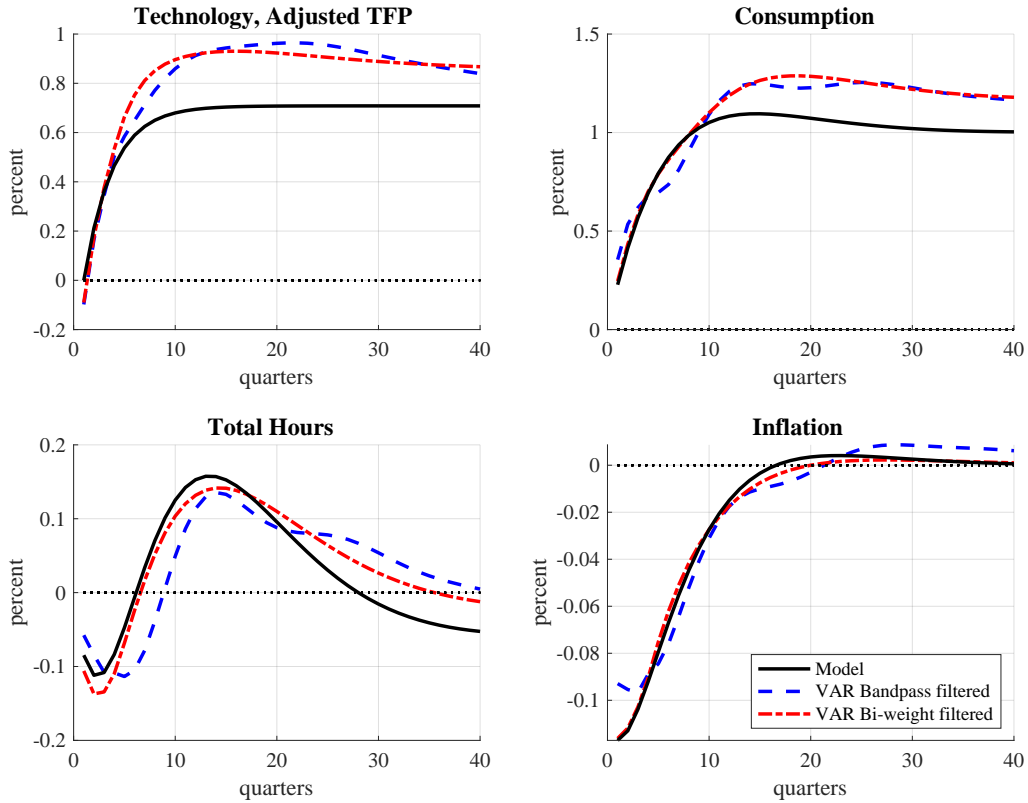 Technology, Adjusted TFP
1
0.8
0.6
0.4
0.2
0
-0.2
percent
0 10 20 30 40
quarters
Consumption
1.5
1
0.5
0
percent
0 10 20 30 40
quarters
Total Hours
0.2
0.1
0
-0.1
-0.2
percent
0 10 20 30 40
quarters
Inflation
0
-0.02
-0.04
-0.06
-0.08
-0.1
percent
Model
VAR Bandpass filtered
VAR Bi-weight filtered
0 10 20 30 40
quarters